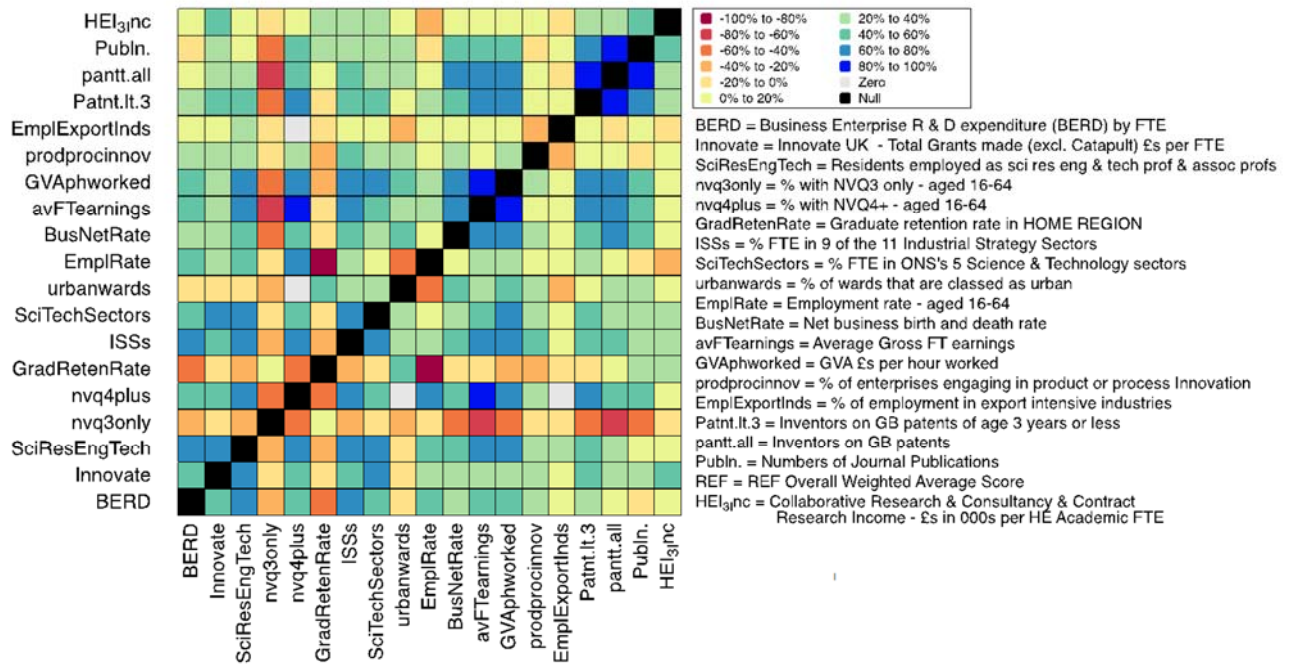 HEI3Inc
Publn.
pantt.all
Patnt.lt.3
EmplExportInds
prodprocinnov
GVAphworked
avFTearnings
BusNetRate
EmplRate
urbanwards
SciTechSectors
ISSs
GradRetenRate
nvq4plus
nvq3only
SciResEngTech
Innovate
BERD
BERD
Innovate
SciResEngTech
nvq3only
nvq4plus
GradRetenRate
ISSs
SciTechSectors
urbanwards
EmplRate
BusNetRate
avFTearnings
GVAphworked
prodprocinnov
EmplExportInds
Patnt.lt.3
pantt.all
Publn.
HEI3Inc
-100% to -80%
-80% to -60%
-60% to -40%
-40% to -20%
-20% to 0%
0% to 20%
20% to 40%
40% to 60%
60% to 80%
80% to 100%
Zero
Null
BERD = Business Enterprise R & D expenditure (BERD) by FTE
Innovate = Innovate UK - Total Grants made (excl. Catapult) £s per FTE
SciResEngTech = Residents employed as sci res eng & tech prof & assoc profs
nvq3only = % with NVQ3 only - aged 16-64
nvq4plus = % with NVQ4+ - aged 16-64
GradRetenRate = Graduate retention rate in HOME REGION
ISSs = % FTE in 9 of the 11 Industrial Strategy Sectors
SciTechSectors = % FTE in ONS's 5 Science & Technology sectors
urbanwards = % of wards that are classed as urban
EmplRate = Employment rate - aged 16-64
BusNetRate = Net business birth and death rate
avFTearnings = Average Gross FT earnings
GVAphworked = GVA £s per hour worked
prodprocinnov = % of enterprises engaging in product or process Innovation
EmplExportInds = % of employment in export intensive industries
Patnt.lt.3 = Inventors on GB patents of age 3 years or less
pantt.all = Inventors on GB patents
Publn. = Numbers of Journal Publications
REF = REF Overall Weighted Average Score
HEI3Inc = Collaborative Research & Consultancy & Contract
Research Income - £s in 000s per HE Academic FTE